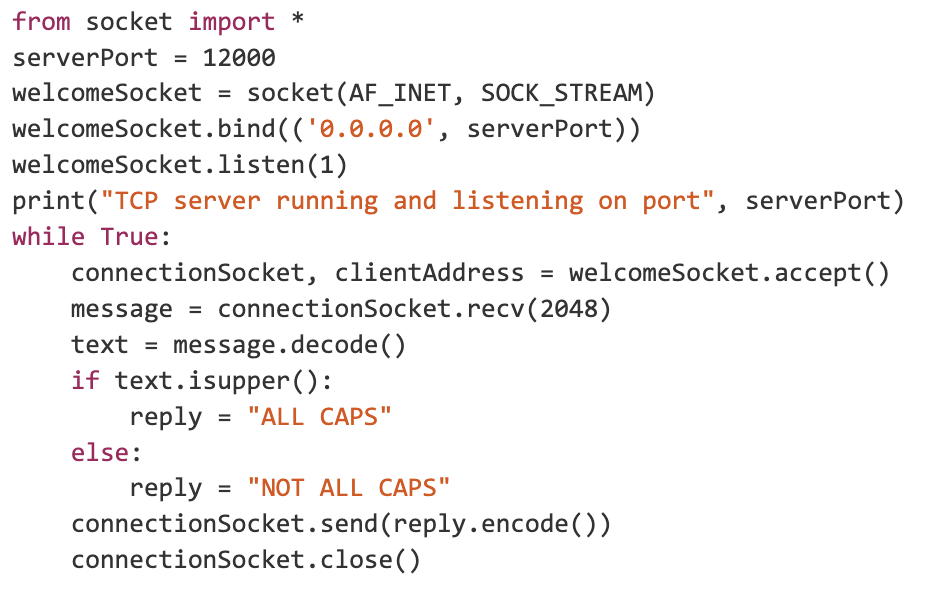 from socket import *
serverPort = 12000
welcomeSocket = socket(AF_INET, SOCK_STREAM)
welcomeSocket.bind(('0.0.0.0', serverPort))
welcomeSocket.listen(1)
print("TCP server running and listening on port", serverPort)
while True:
    connectionSocket, clientAddress = welcomeSocket.accept()
    message = connectionSocket.recv(2048)
    text = message.decode()
    if text.isupper():
        reply = "ALL CAPS"
    else:
        reply = "NOT ALL CAPS"
    connectionSocket.send(reply.encode())
    connectionSocket.close()